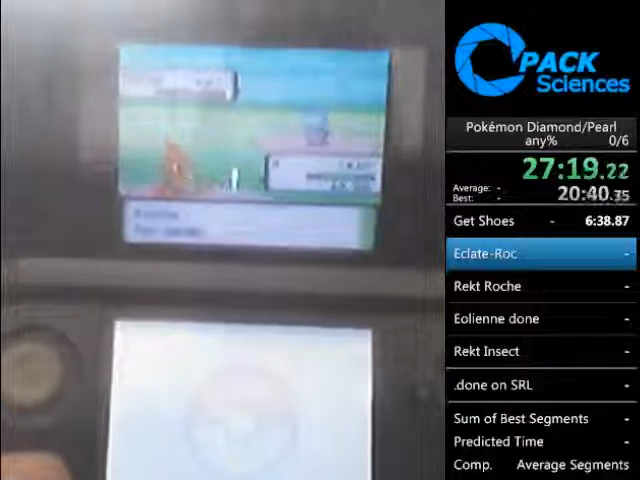 PACK
Sciences
Pokémon Diamond/Pearl
any% 0/6
27:19.22
Average: -
Best: -
20:40.75
Get Shoes - 6:38.87
Eclate-Roc -
Rekt Roche -
Eolienne done -
Rekt Insect -
.done on SRL -
Sum of Best Segments -
Predicted Time -
Comp. Average Segments